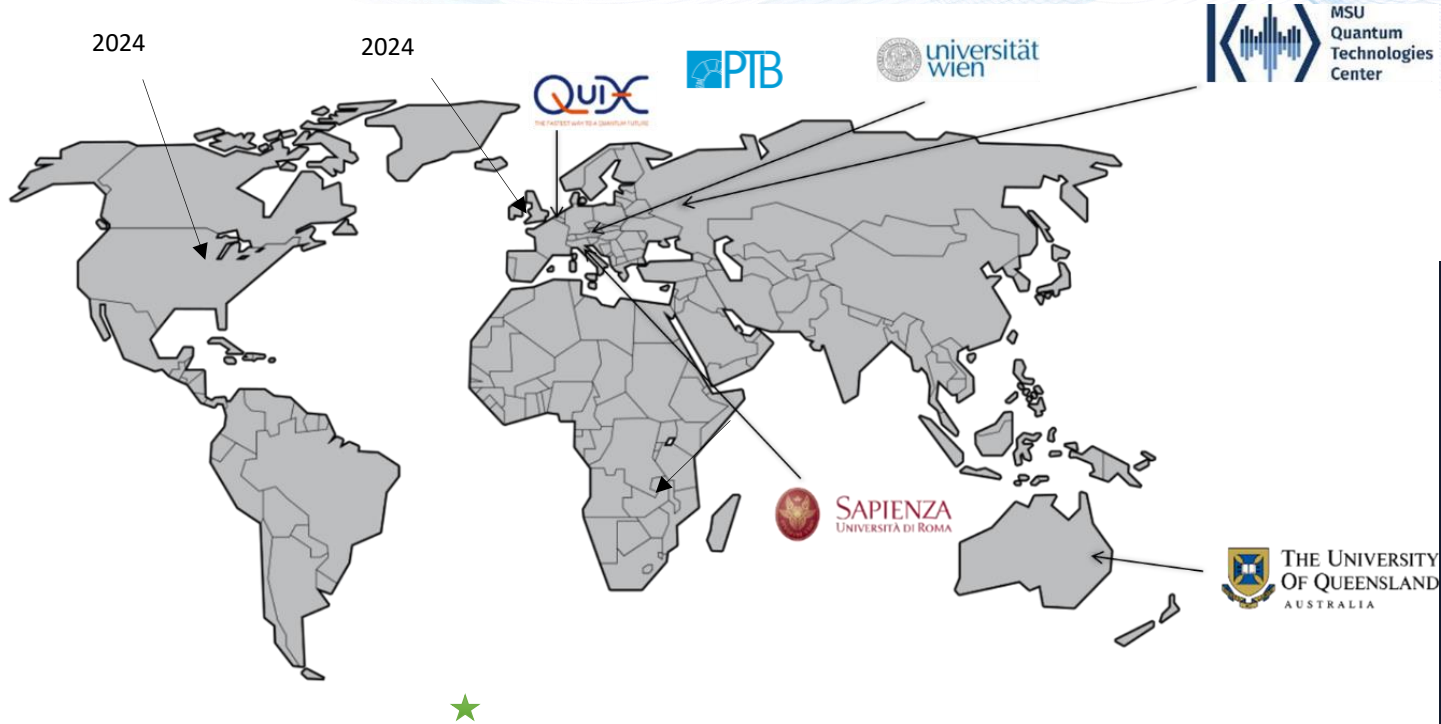 2024
2024
QUIX
THE FASTEST WAY TO A QUANTUM FUTURE
PTB
universität
wien
MSU
Quantum
Technologies
Center
SAPIENZA
UNIVERSITÀ DI ROMA
THE UNIVERSITY
OF QUEENSLAND
AUSTRALIA